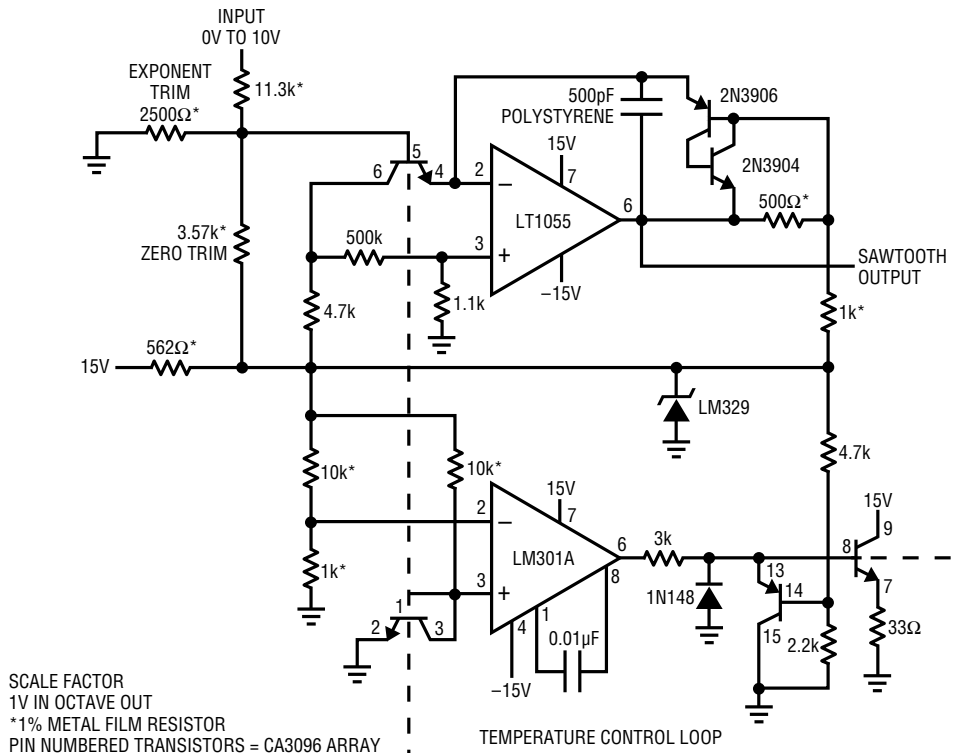 INPUT
0V TO 10V
EXPONENT
TRIM
2500Ω*
11.3k*
500pF
POLYSTYRENE
2N3906
2N3904
15V
7
5
6
4
2
−
LT1055
6
500Ω*
3.57k*
ZERO TRIM
500k
3
+
−15V
SAWTOOTH
OUTPUT
4.7k
1.1k
1k*
15V
562Ω*
LM329
10k*
10k*
4.7k
15V
7
2
−
LM301A
6
3k
15V
9
8
8
1k*
3
+
1
1N148
13
14
7
1
2
3
4
0.01µF
15
2.2k
33Ω
−15V
SCALE FACTOR
1V IN OCTAVE OUT
*1% METAL FILM RESISTOR
PIN NUMBERED TRANSISTORS = CA3096 ARRAY
TEMPERATURE CONTROL LOOP